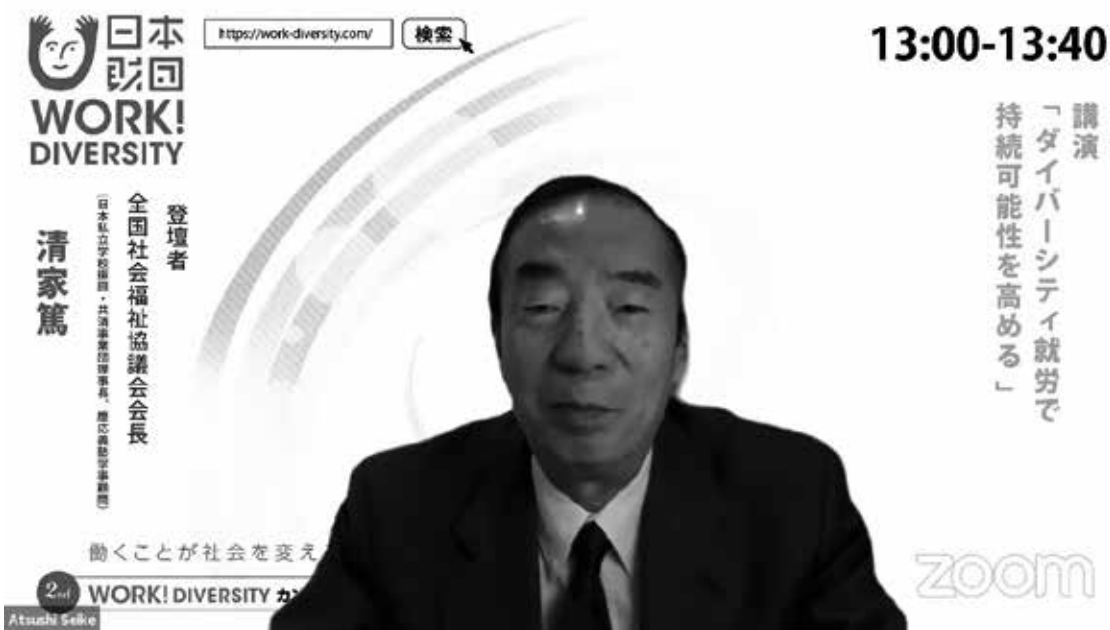 日本
財団
WORK!
DIVERSITY
https://work-diversity.com/
検索
13:00-13:40
講演
「ダイバーシティ就労で
持続可能性を高める」
登壇者
全国社会福祉協議会会長
(日本私立学校振興・共済事業団理事長、慶応義塾学事顧問)
清家篤
働くことが社会を変え
2nd WORK! DIVERSITY カン
Atsushi Seike
zoom